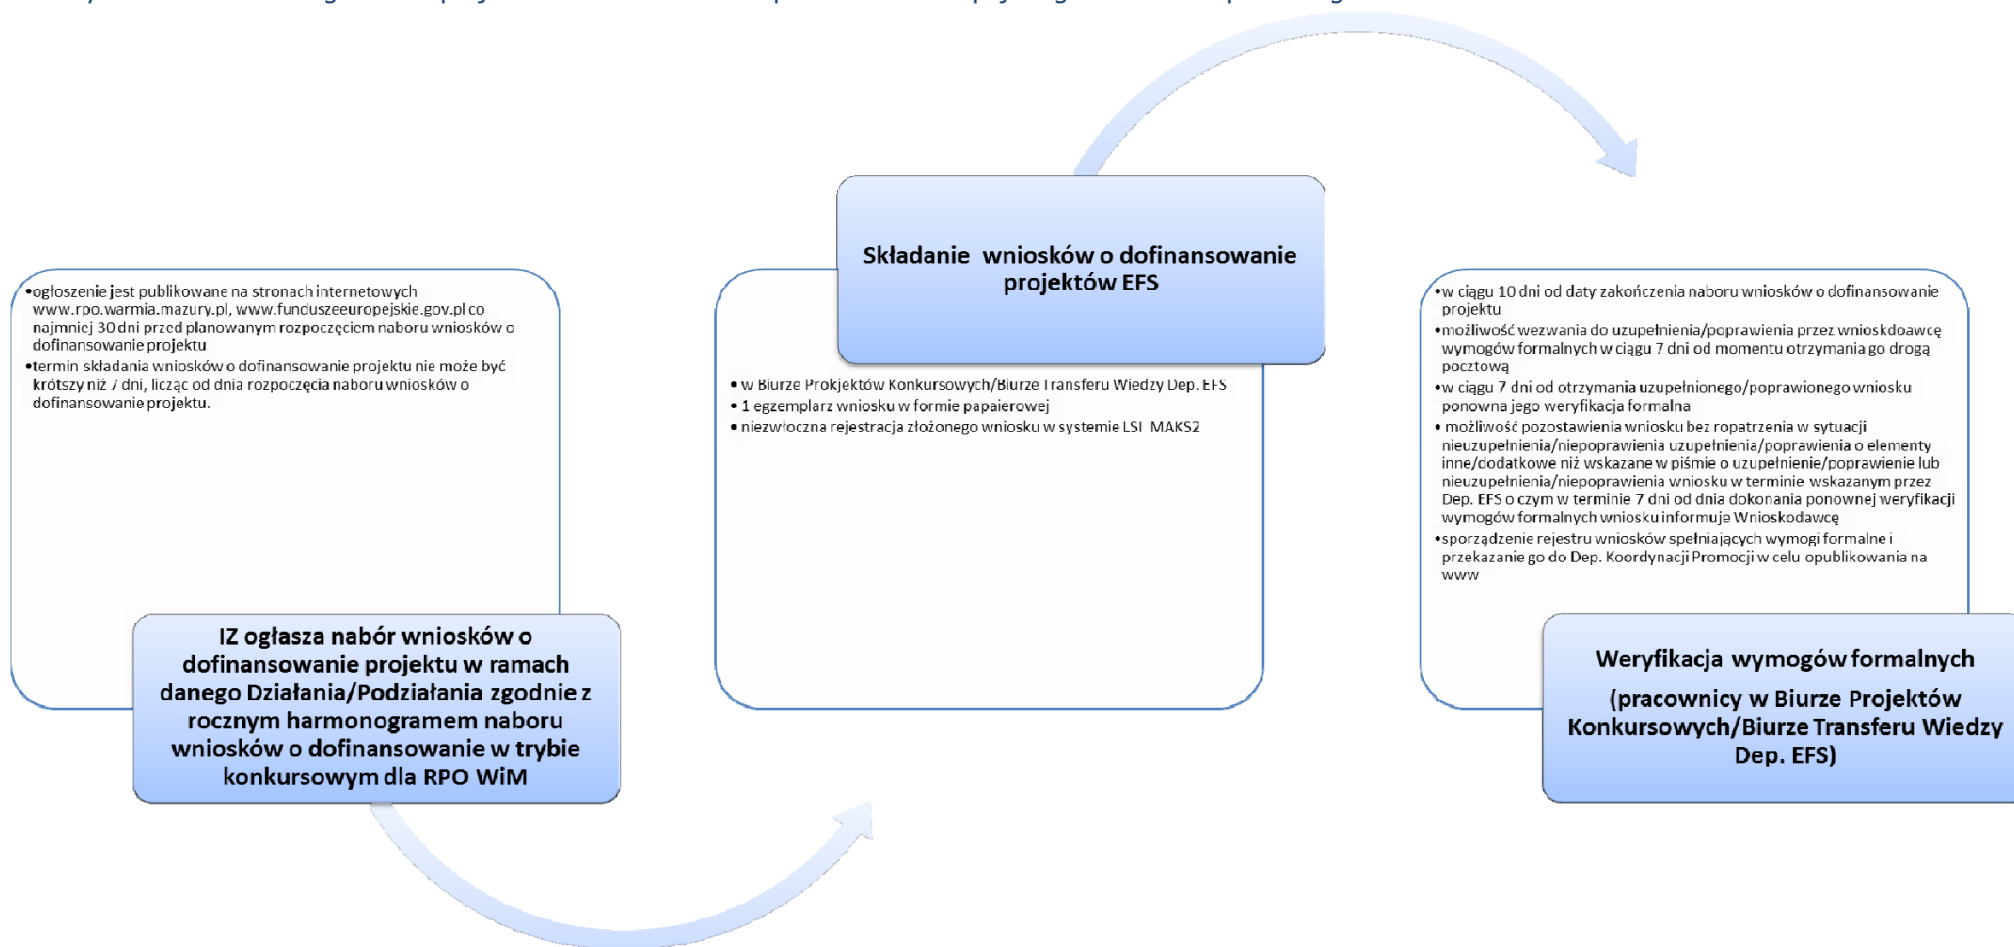 •ogłoszenie jest publikowane na stronach internetowych
www.rpo.warmia.mazury.pl, www.funduszeeuropejskie.gov.pl co
najmniej 30 dni przed planowanym rozpoczęciem naboru wniosków o
dofinansowanie projektu
•termin składania wniosków o dofinansowanie projektu nie może być
krótszy niż 7 dni, licząc od dnia rozpoczęcia naboru wniosków o
dofinansowanie projektu.
IZ ogłasza nabór wniosków o
dofinansowanie projektu w ramach
danego Działania/Podziałania zgodnie z
rocznym harmonogramem naboru
wniosków o dofinansowanie w trybie
konkursowym dla RPO WiM
Składanie wniosków o dofinansowanie
projektów EFS
• w Biurze Prokjektów Konkursowych/Biurze Transferu Wiedzy Dep. EFS
• 1 egzemplarz wniosku w formie papaierowej
• niezwłoczna rejestracja złożonego wniosku w systemie LSI MAKS2
•w ciągu 10 dni od daty zakończenia naboru wniosków o dofinansowanie
projektu
•możliwość wezwania do uzupełnienia/poprawienia przez wnioskdoawcę
wymogów formalnych w ciągu 7 dni od momentu otrzymania go drogą
pocztową
•w ciągu 7 dni od otrzymania uzupełnionego/poprawionego wniosku
ponowna jego weryfikacja formalna
• możliwość pozostawienia wniosku bez ropatrzenia w sytuacji
nieuzupełnienia/niepoprawienia uzupełnienia/poprawienia o elementy
inne/dodatkowe niż wskazane w piśmie o uzupełnienie/poprawienie lub
nieuzupełnienia/niepoprawienia wniosku w terminie wskazanym przez
Dep. EFS o czym w terminie 7 dni od dnia dokonania ponownej weryfikacji
wymogów formalnych wniosku informuje Wnioskodawcę
•sporządzenie rejestru wniosków spełniających wymogi formalne i
przekazanie go do Dep. Koordynacji Promocji w celu opublikowania na
www
Weryfikacja wymogów formalnych
(pracownicy w Biurze Projektów
Konkursowych/Biurze Transferu Wiedzy
Dep. EFS)